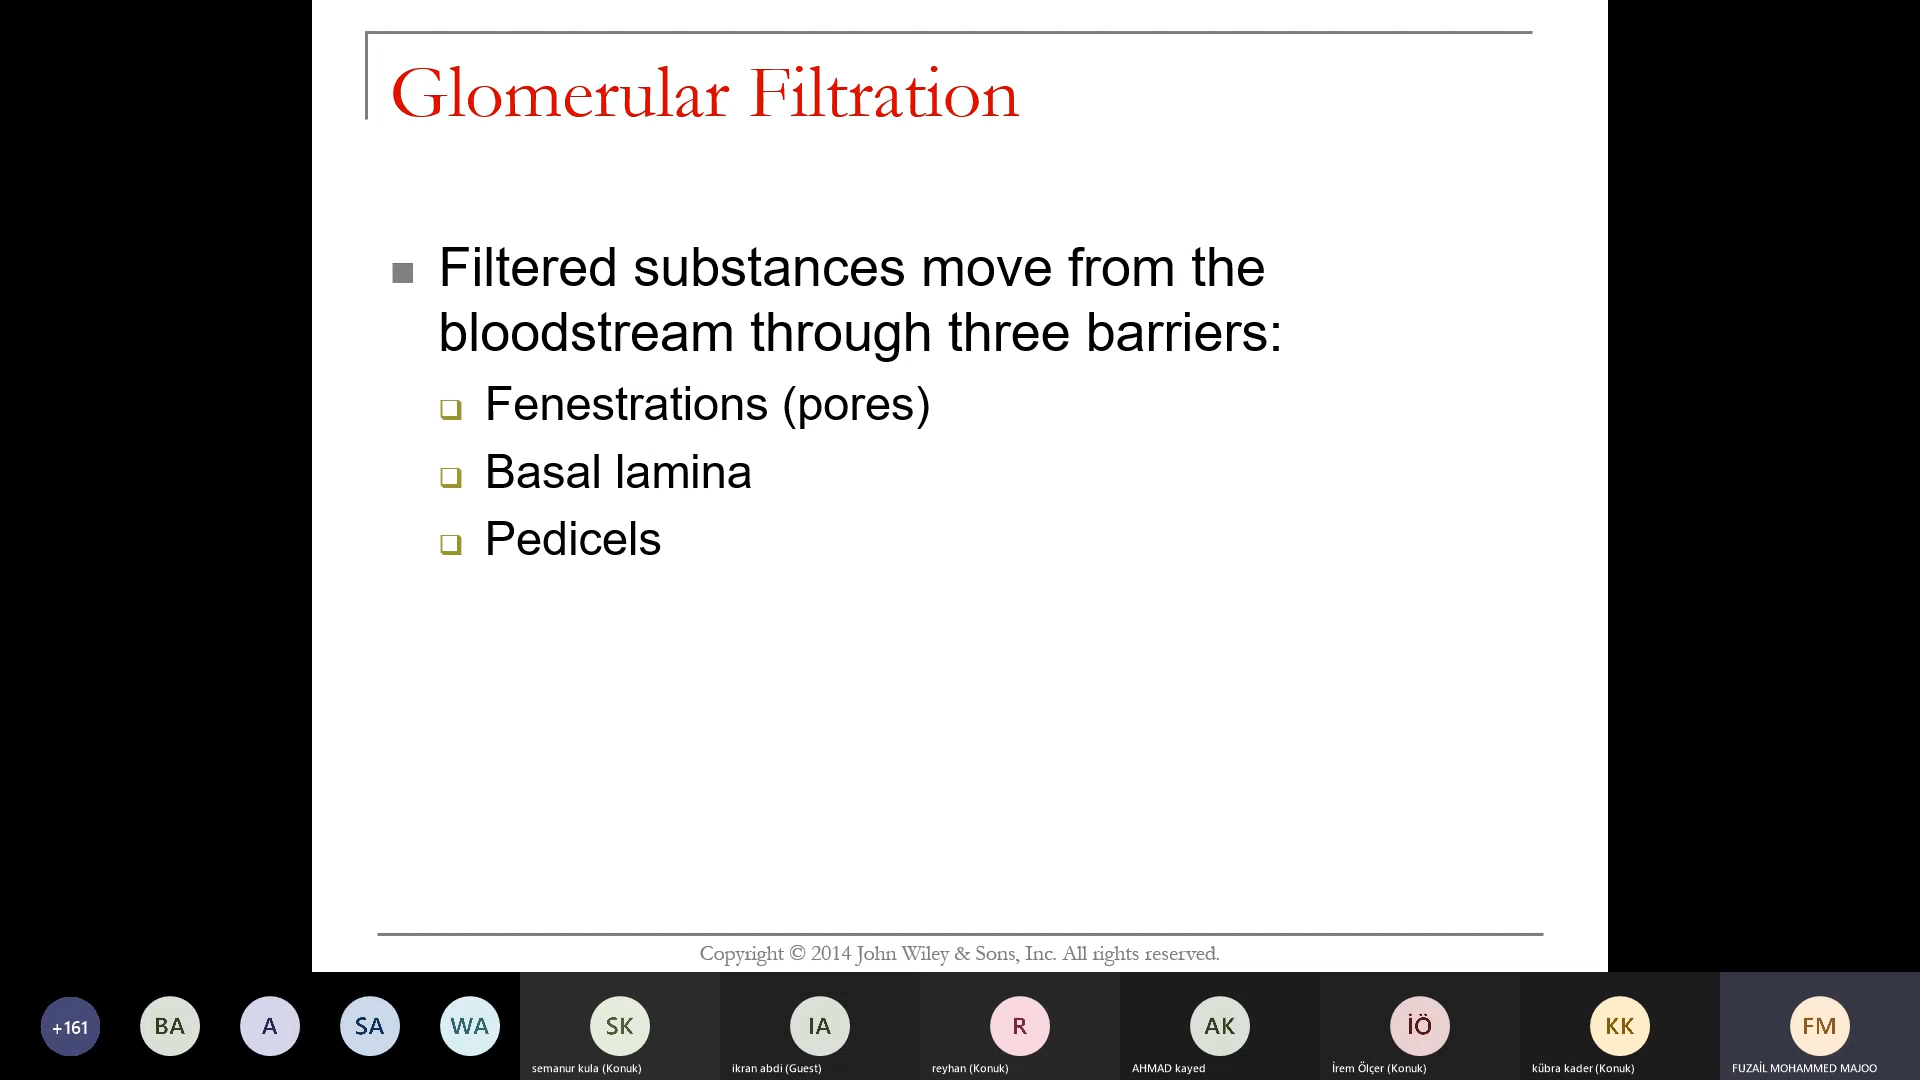 Glomerular Filtration
Filtered substances move from the
bloodstream through three barriers:
Fenestrations (pores)
Basal lamina
Pedicels
Copyright © 2014 John Wiley & Sons, Inc. All rights reserved.
+161
BA
A
SA
WA
SK
IA
R
AK
İÖ
KK
FM
semanur kula (Konuk)
ikran abdi (Guest)
reyhan (Konuk)
AHMAD kayed
İrem Ölçer (Konuk)
kübra kader (Konuk)
FUZAİL MOHAMMED MAJOO